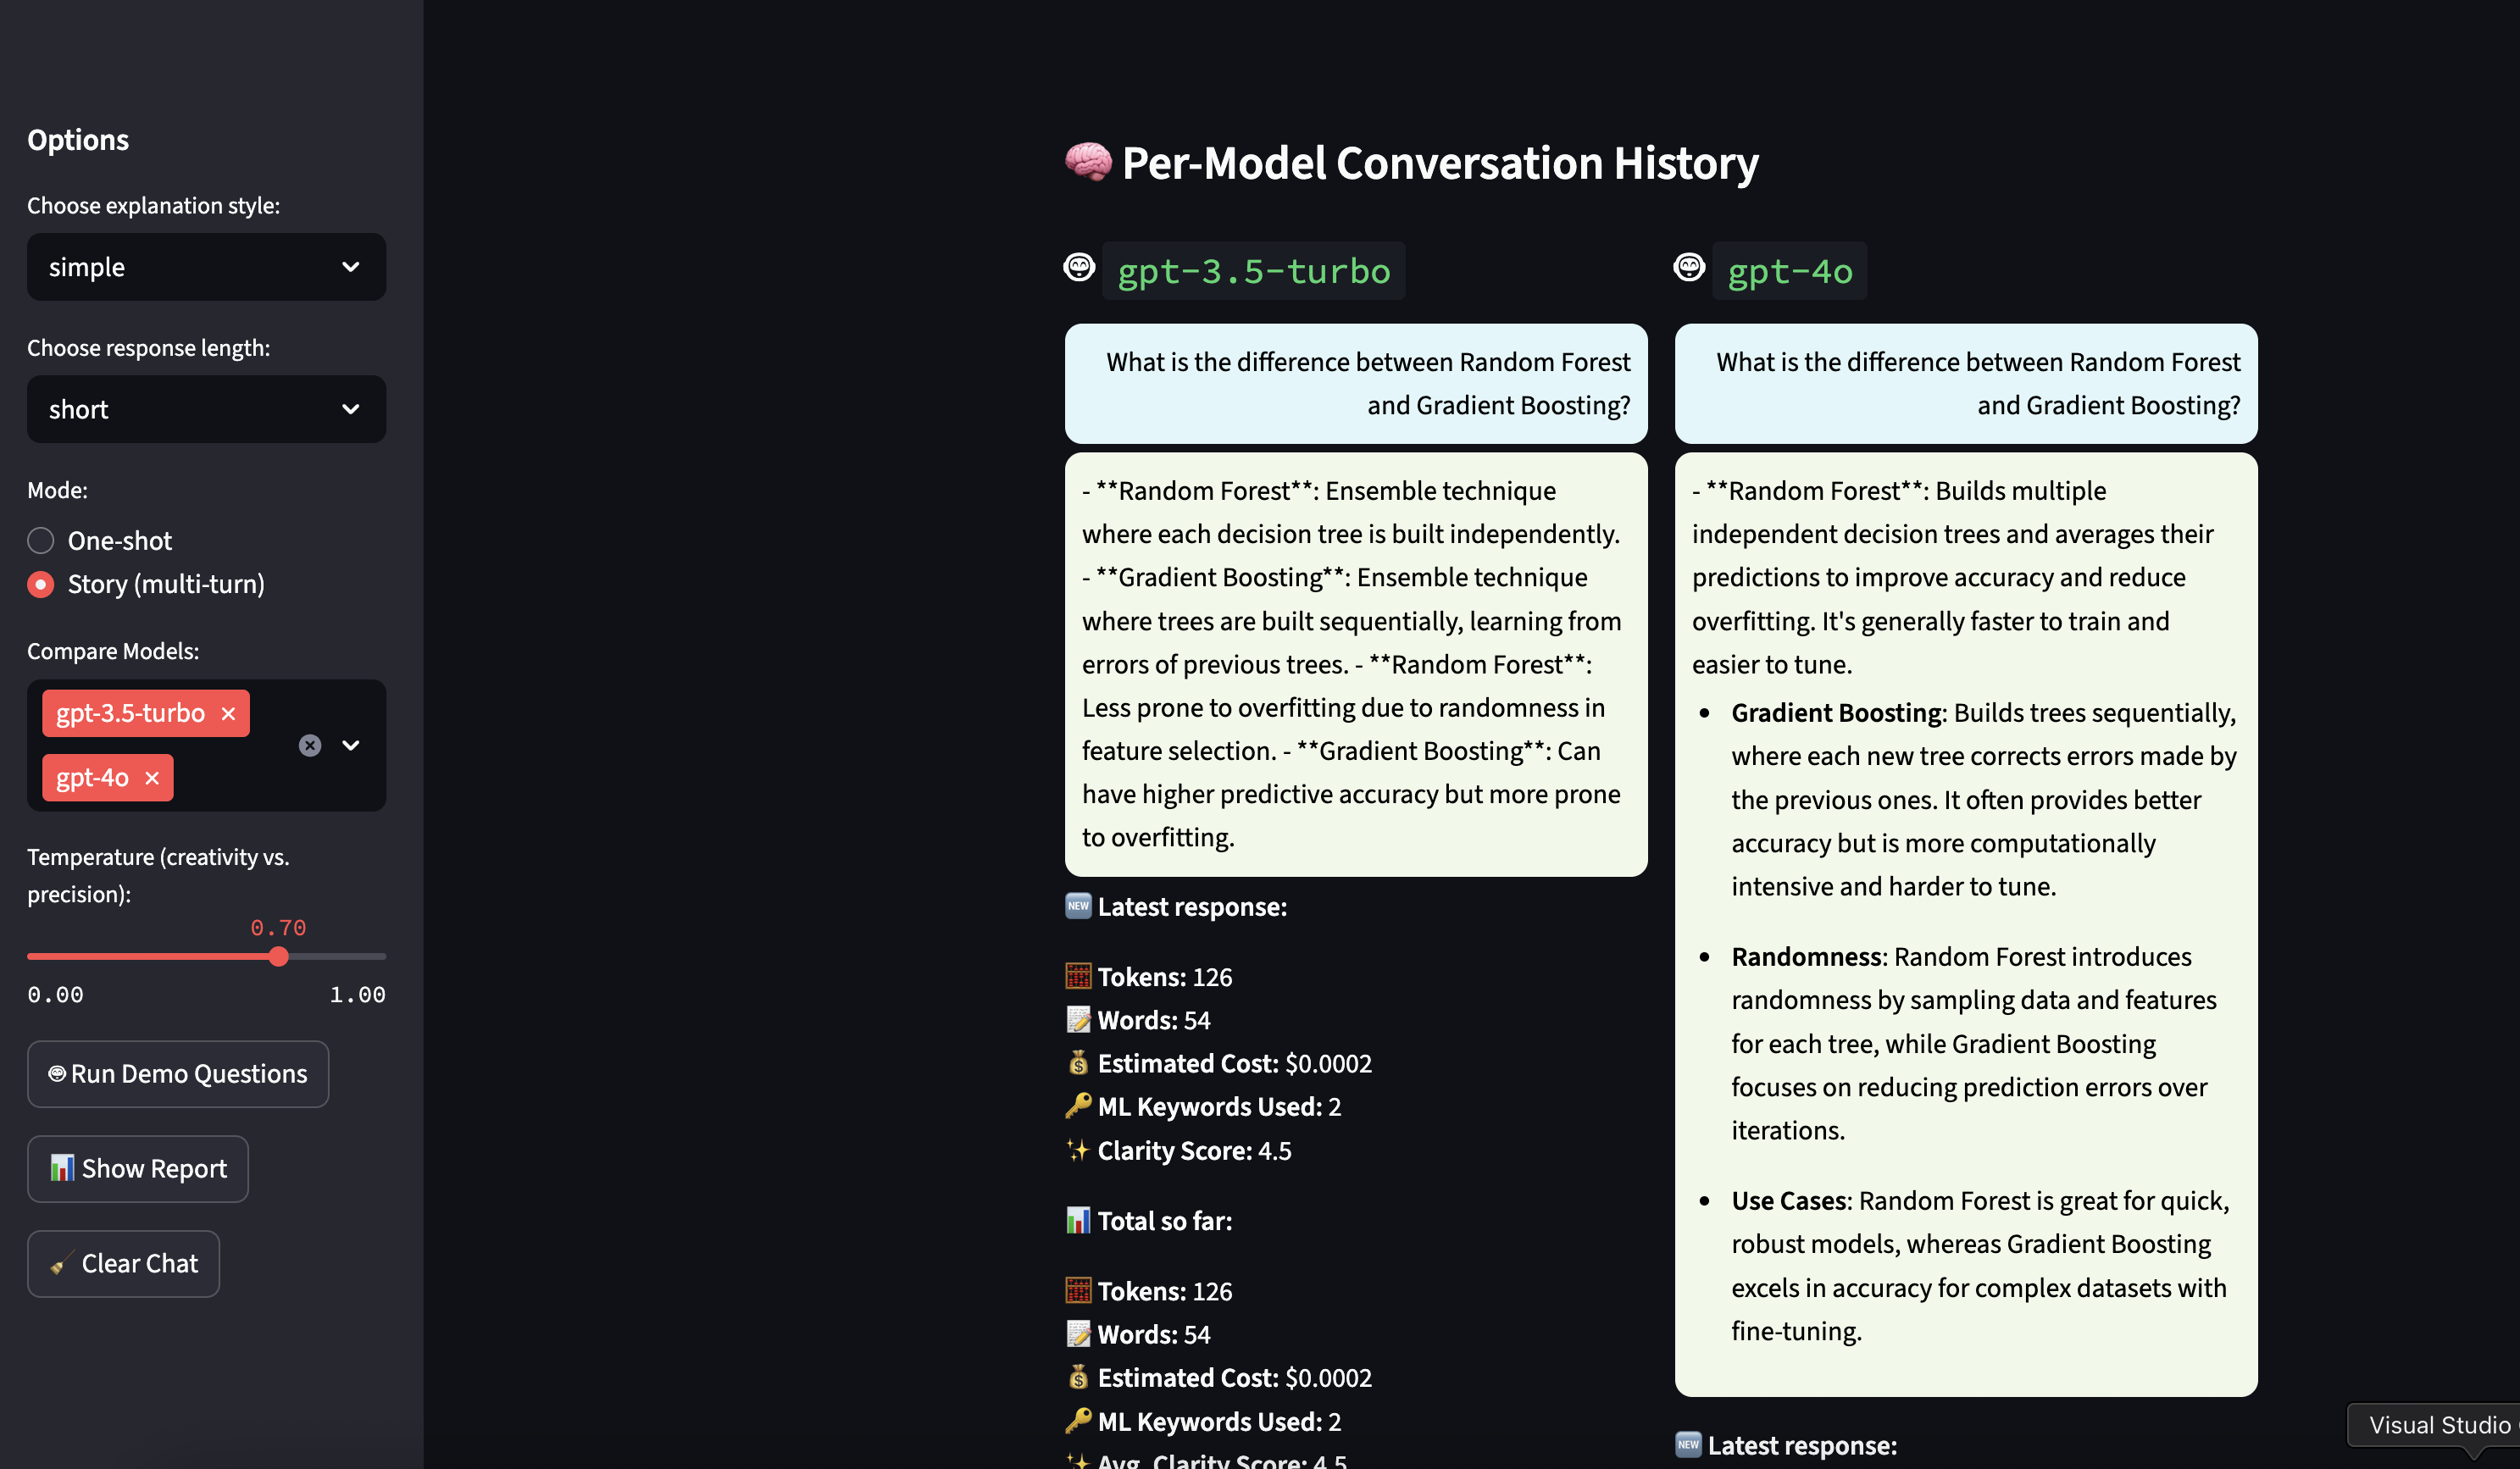 Options
Choose explanation style:
simple
Choose response length:
short
Mode:
One-shot
Story (multi-turn)
Compare Models:
gpt-3.5-turbo
gpt-4o
Temperature (creativity vs.
precision):
0.70
0.00
1.00
Run Demo Questions
Show Report
Clear Chat
Per-Model Conversation History
gpt-3.5-turbo
What is the difference between Random Forest
and Gradient Boosting?
- **Random Forest**: Ensemble technique
where each decision tree is built independently.
- **Gradient Boosting**: Ensemble technique
where trees are built sequentially, learning from
errors of previous trees. - **Random Forest**:
Less prone to overfitting due to randomness in
feature selection. - **Gradient Boosting**: Can
have higher predictive accuracy but more prone
to overfitting.
NEW Latest response:
Tokens: 126
Words: 54
Estimated Cost: $0.0002
ML Keywords Used: 2
Clarity Score: 4.5
Total so far:
Tokens: 126
Words: 54
Estimated Cost: $0.0002
ML Keywords Used: 2
Avg. Clarity Score: 4.5
gpt-4o
What is the difference between Random Forest
and Gradient Boosting?
- **Random Forest**: Builds multiple
independent decision trees and averages their
predictions to improve accuracy and reduce
overfitting. It's generally faster to train and
easier to tune.
• Gradient Boosting: Builds trees sequentially,
where each new tree corrects errors made by
the previous ones. It often provides better
accuracy but is more computationally
intensive and harder to tune.
• Randomness: Random Forest introduces
randomness by sampling data and features
for each tree, while Gradient Boosting
focuses on reducing prediction errors over
iterations.
• Use Cases: Random Forest is great for quick,
robust models, whereas Gradient Boosting
excels in accuracy for complex datasets with
fine-tuning.
NEW Latest response:
Visual Studio